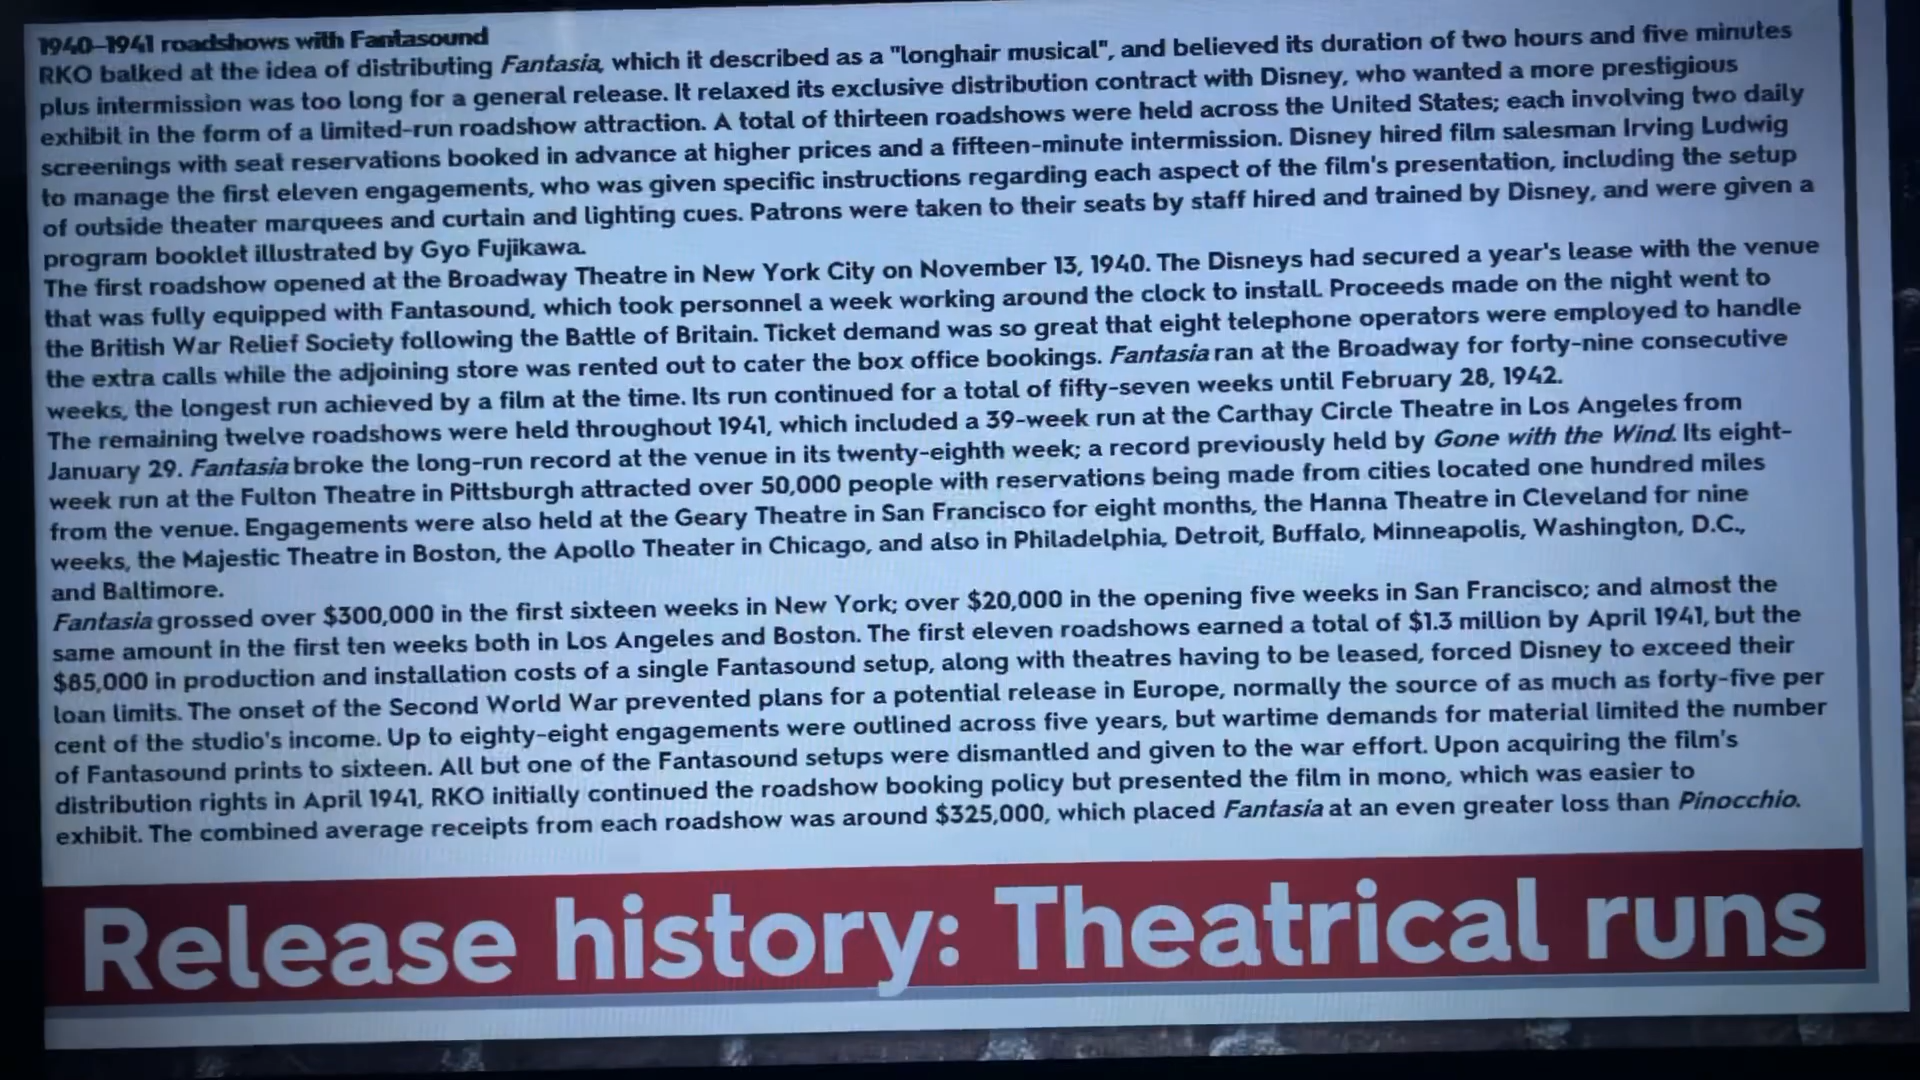 1940–1941 roadshows with Fantasound
RKO balked at the idea of distributing Fantasia, which it described as a "longhair musical", and believed its duration of two hours and five minutes
plus intermission was too long for a general release. It relaxed its exclusive distribution contract with Disney, who wanted a more prestigious
exhibit in the form of a limited-run roadshow attraction. A total of thirteen roadshows were held across the United States; each involving two daily
screenings with seat reservations booked in advance at higher prices and a fifteen-minute intermission. Disney hired film salesman Irving Ludwig
to manage the first eleven engagements, who was given specific instructions regarding each aspect of the film's presentation, including the setup
of outside theater marquees and curtain and lighting cues. Patrons were taken to their seats by staff hired and trained by Disney, and were given a
program booklet illustrated by Gyo Fujikawa.
The first roadshow opened at the Broadway Theatre in New York City on November 13, 1940. The Disneys had secured a year's lease with the venue
that was fully equipped with Fantasound, which took personnel a week working around the clock to install. Proceeds made on the night went to
the British War Relief Society following the Battle of Britain. Ticket demand was so great that eight telephone operators were employed to handle
the extra calls while the adjoining store was rented out to cater the box office bookings. Fantasia ran at the Broadway for forty-nine consecutive
weeks, the longest run achieved by a film at the time. Its run continued for a total of fifty-seven weeks until February 28, 1942.
The remaining twelve roadshows were held throughout 1941, which included a 39-week run at the Carthay Circle Theatre in Los Angeles from
January 29. Fantasia broke the long-run record at the venue in its twenty-eighth week; a record previously held by Gone with the Wind. Its eight-
week run at the Fulton Theatre in Pittsburgh attracted over 50,000 people with reservations being made from cities located one hundred miles
from the venue. Engagements were also held at the Geary Theatre in San Francisco for eight months, the Hanna Theatre in Cleveland for nine
weeks, the Majestic Theatre in Boston, the Apollo Theater in Chicago, and also in Philadelphia, Detroit, Buffalo, Minneapolis, Washington, D.C.,
and Baltimore.
Fantasia grossed over $300,000 in the first sixteen weeks in New York; over $20,000 in the opening five weeks in San Francisco; and almost the
same amount in the first ten weeks both in Los Angeles and Boston. The first eleven roadshows earned a total of $1.3 million by April 1941, but the
$85,000 in production and installation costs of a single Fantasound setup, along with theatres having to be leased, forced Disney to exceed their
loan limits. The onset of the Second World War prevented plans for a potential release in Europe, normally the source of as much as forty-five per
cent of the studio's income. Up to eighty-eight engagements were outlined across five years, but wartime demands for material limited the number
of Fantasound prints to sixteen. All but one of the Fantasound setups were dismantled and given to the war effort. Upon acquiring the film's
distribution rights in April 1941, RKO initially continued the roadshow booking policy but presented the film in mono, which was easier to
exhibit. The combined average receipts from each roadshow was around $325,000, which placed Fantasia at an even greater loss than Pinocchio.
Release history: Theatrical runs